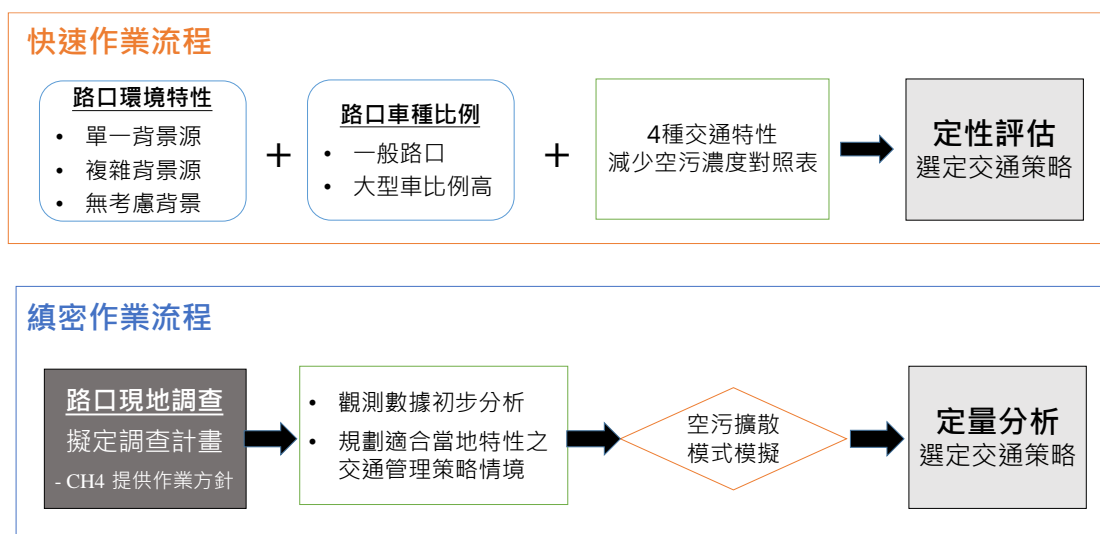 快速作業流程
路口環境特性
• 單一背景源
• 複雜背景源
• 無考慮背景
+
路口車種比例
• 一般路口
• 大型車比例高
+
4種交通特性
減少空污濃度對照表
定性評估
選定交通策略
縝密作業流程
路口現地調查
擬定調查計畫
- CH4 提供作業方針
• 觀測數據初步分析
• 規劃適合當地特性之
交通管理策略情境
空污擴散
模式模擬
定量分析
選定交通策略